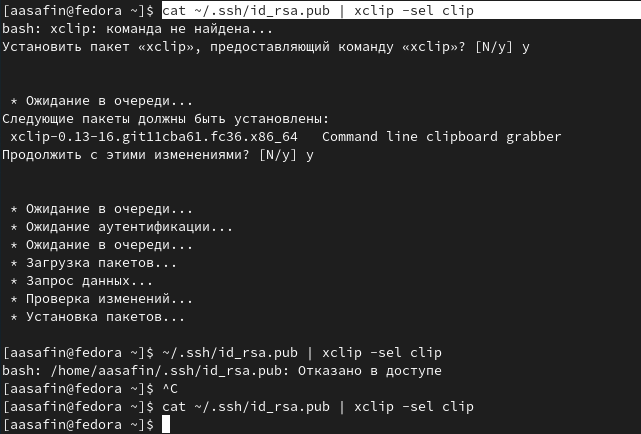 [aasafin@fedora ~]$ cat ~/.ssh/id_rsa.pub | xclip -sel clip
bash: xclip: команда не найдена...
Установить пакет «xclip», предоставляющий команду «xclip»? [N/y] y
* Ожидание в очереди...
Следующие пакеты должны быть установлены:
xclip-0.13-16.git11cba61.fc36.x86_64   Command line clipboard grabber
Продолжить с этими изменениями? [N/y] y
* Ожидание в очереди...
* Ожидание аутентификации...
* Ожидание в очереди...
* Загрузка пакетов...
* Запрос данных...
* Проверка изменений...
* Установка пакетов...
[aasafin@fedora ~]$ ~/.ssh/id_rsa.pub | xclip -sel clip
bash: /home/aasafin/.ssh/id_rsa.pub: Отказано в доступе
[aasafin@fedora ~]$ ^C
[aasafin@fedora ~]$ cat ~/.ssh/id_rsa.pub | xclip -sel clip
[aasafin@fedora ~]$